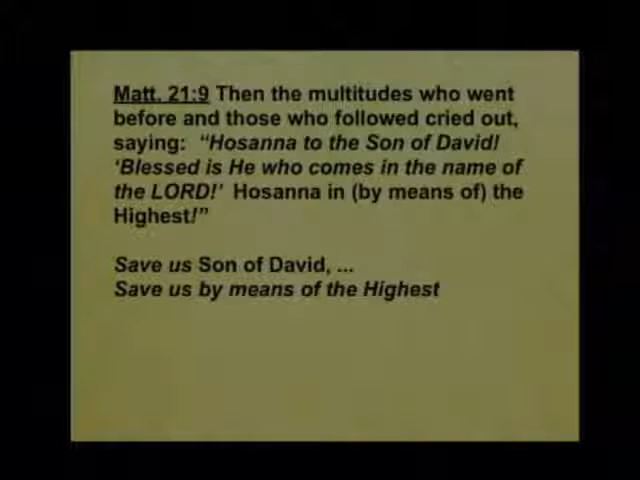 Matt. 21:9 Then the multitudes who went
before and those who followed cried out,
saying: “Hosanna to the Son of David!
‘Blessed is He who comes in the name of
the LORD!’ Hosanna in (by means of) the
Highest!”
Save us Son of David, ...
Save us by means of the Highest